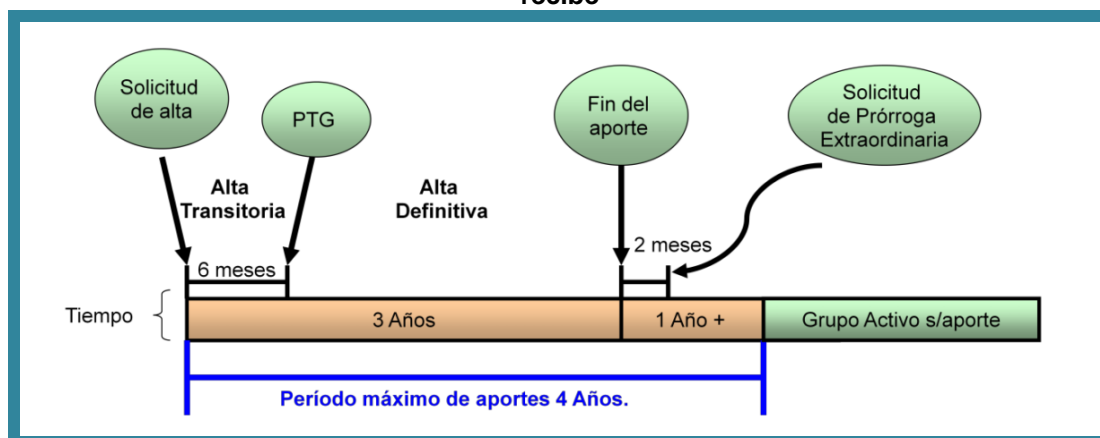 Solicitud
de alta
PTG
Fin del
aporte
Solicitud
de Prórroga
Extraordinaria
Alta
Transitoria
Alta
Definitiva
6 meses
2 meses
Tiempo
3 Años
1 Año +
Grupo Activo s/aporte
Período máximo de aportes 4 Años.